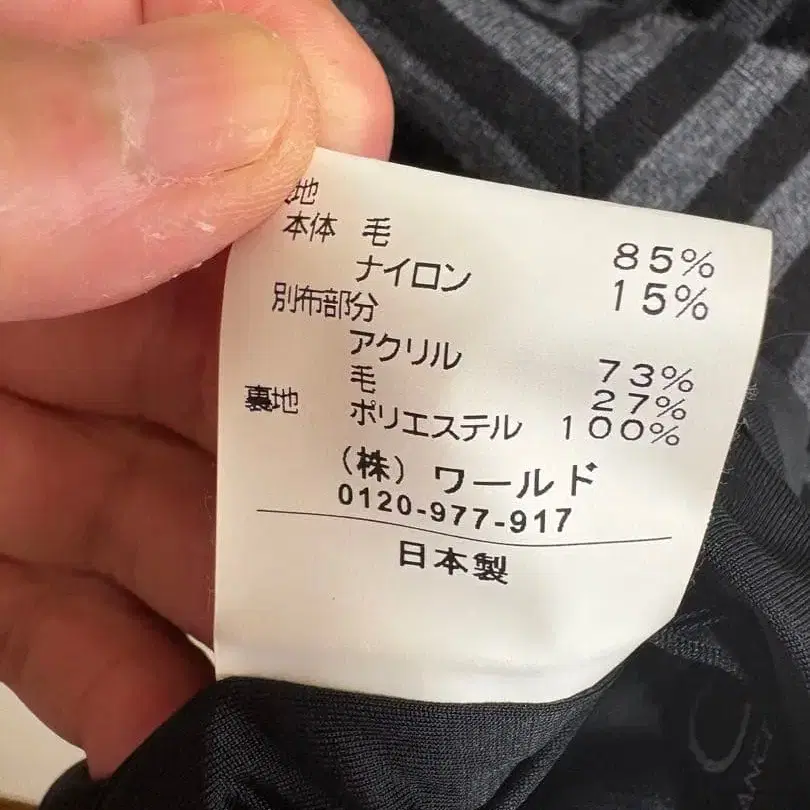 地
本体 毛 85%
ナイロン 15%
別布部分
アクリル 73%
毛 27%
裏地 ポリエステル 100%
(株) ワールド
0120-977-917
日本製